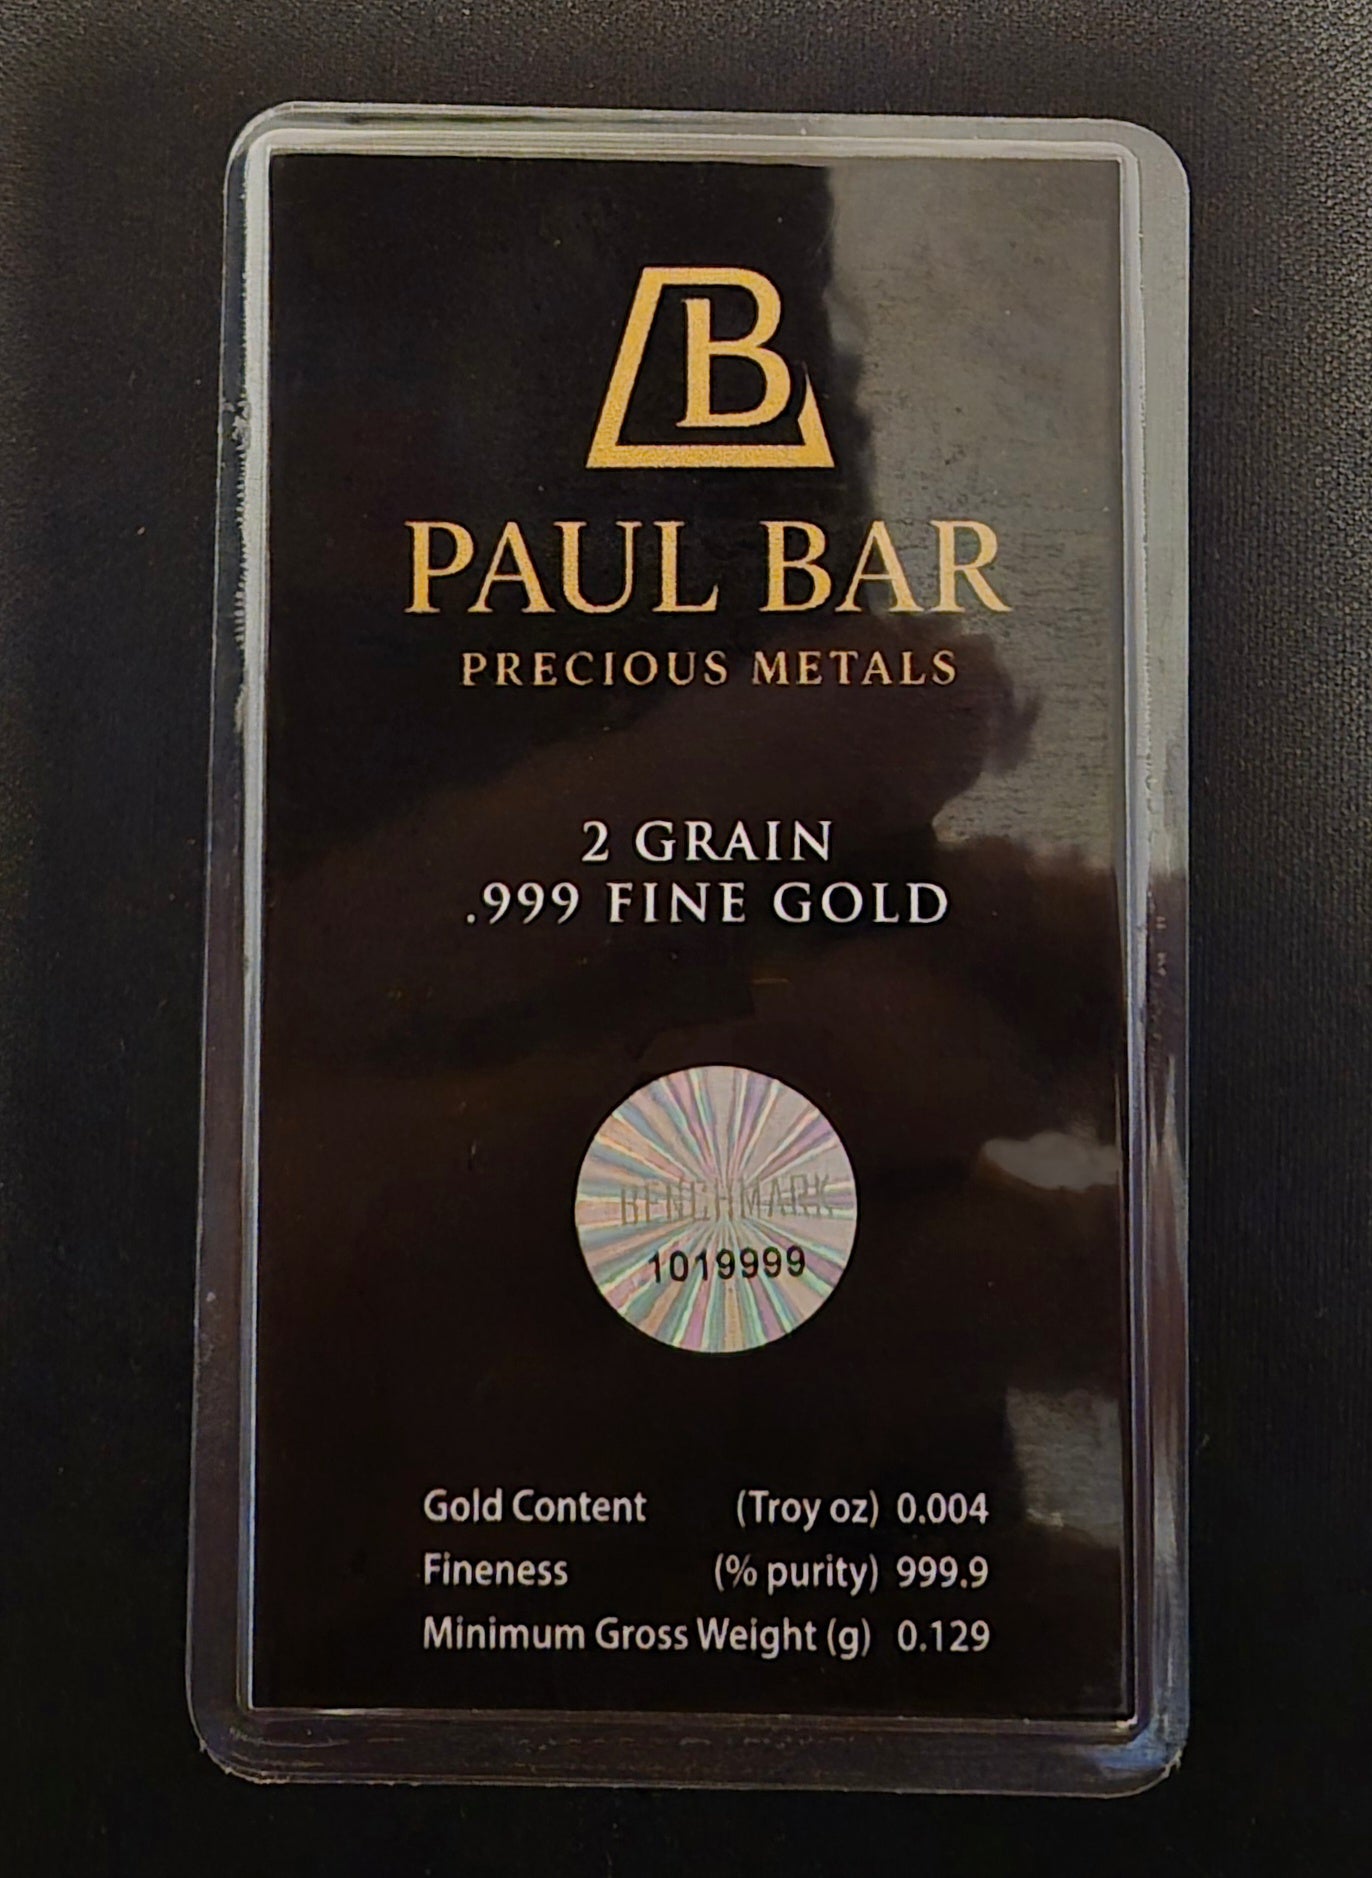 B
PAUL BAR
PRECIOUS METALS
2 GRAIN
.999 FINE GOLD
BENCHMARK
1019999
Gold Content (Troy oz) 0.004
Fineness (% purity) 999.9
Minimum Gross Weight (g) 0.129